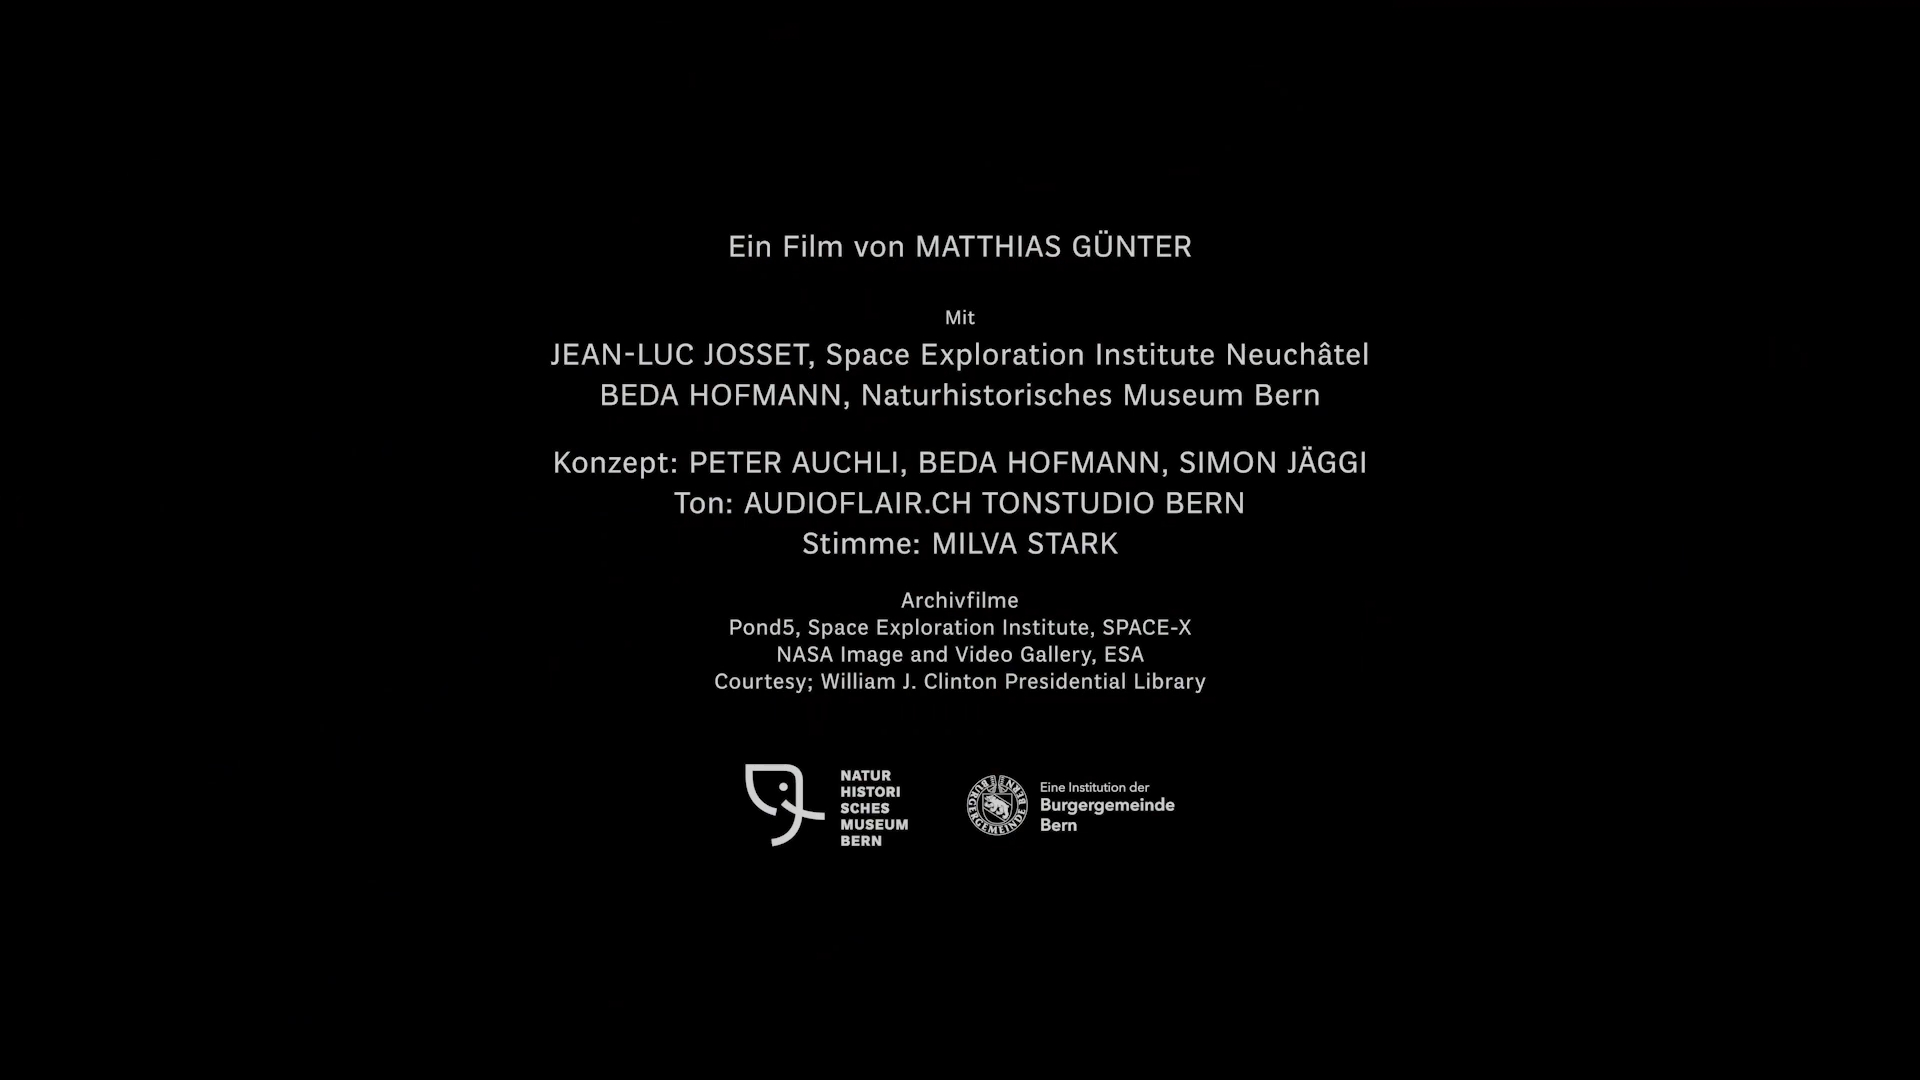 Ein Film von MATTHIAS GÜNTER
Mit
JEAN-LUC JOSSET, Space Exploration Institute Neuchâtel
BEDA HOFMANN, Naturhistorisches Museum Bern
Konzept: PETER AUCHLI, BEDA HOFMANN, SIMON JÄGGI
Ton: AUDIOFLAIR.CH TONSTUDIO BERN
Stimme: MILVA STARK
Archivfilme
Pond5, Space Exploration Institute, SPACE-X
NASA Image and Video Gallery, ESA
Courtesy; William J. Clinton Presidential Library
NATUR
HISTORI
SCHES
MUSEUM
BERN
BURGERGEMEINDE BERN
Eine Institution der
Burgergemeinde
Bern